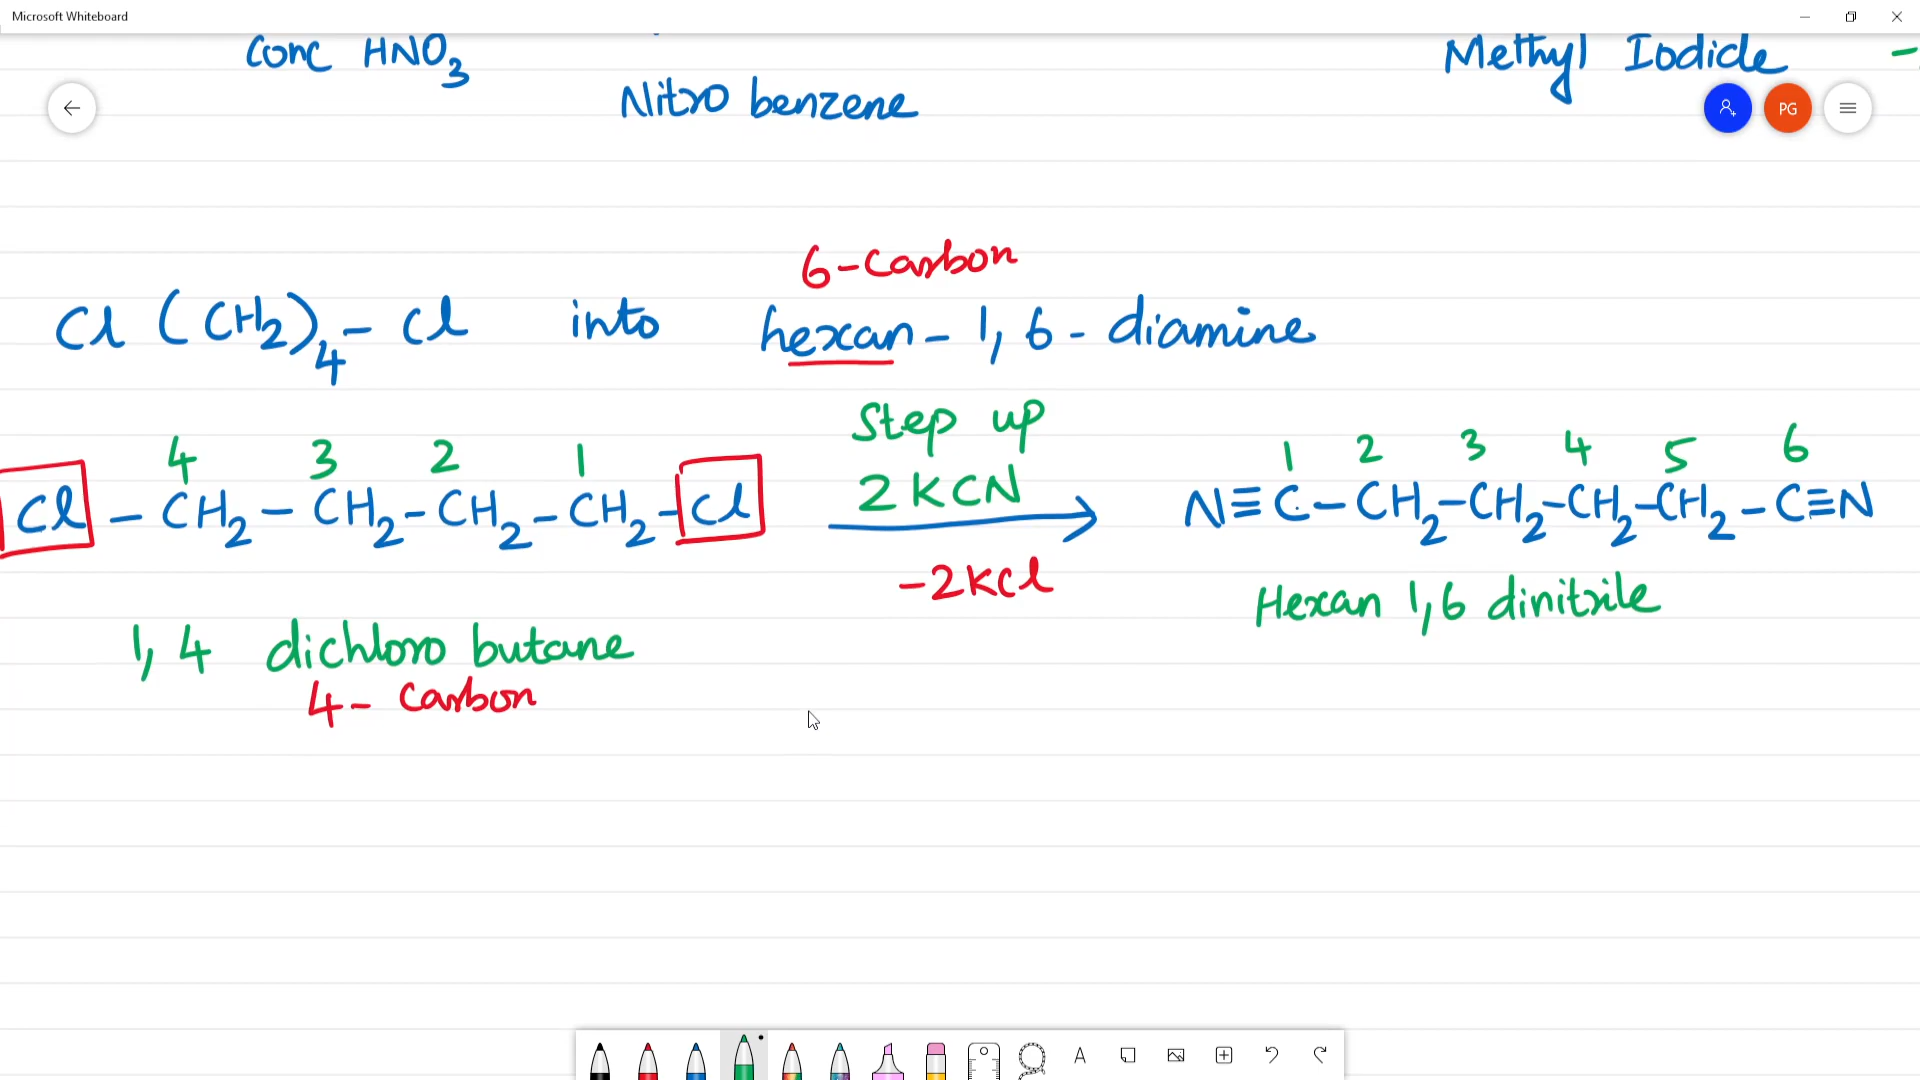 Microsoft Whiteboard
Conc HNO3
Methyl Iodide
Nitro benzene
PG
6-Carbon
Cl (CH2)4 - Cl into hexan - 1, 6 - diamine
Step up
4 3 2 1
1 2 3 4 5 6
2KCN
Cl - CH2 - CH2 - CH2 - CH2 - Cl
N≡C - CH2 - CH2 - CH2 - CH2 - C≡N
-2KCl
Hexan 1,6 dinitrile
1, 4 dichloro butane
4 - Carbon
A